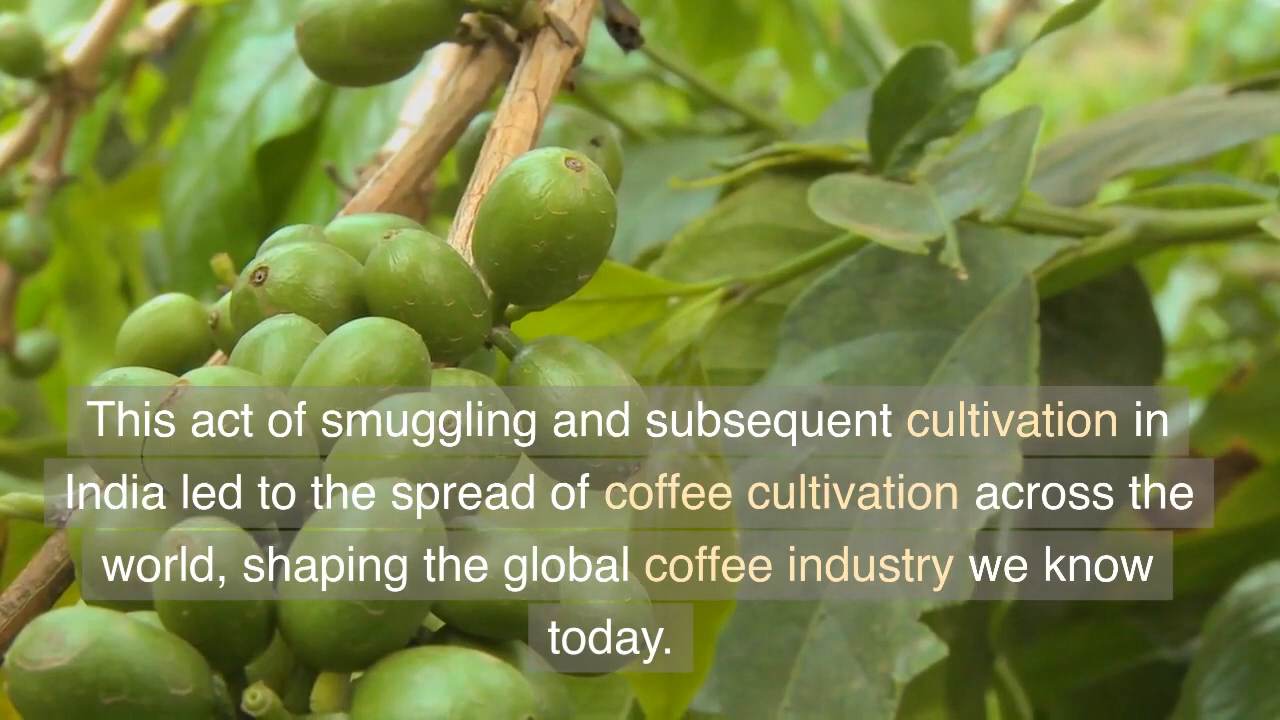 This act of smuggling and subsequent cultivation in
India led to the spread of coffee cultivation across the
world, shaping the global coffee industry we know
today.